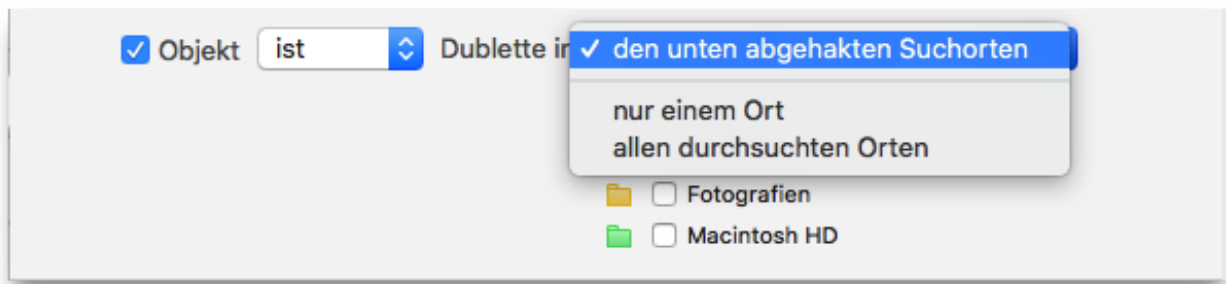 Objekt ist Dublette in den unten abgehakten Suchorten
nur einem Ort
allen durchsuchten Orten
Fotografien
Macintosh HD